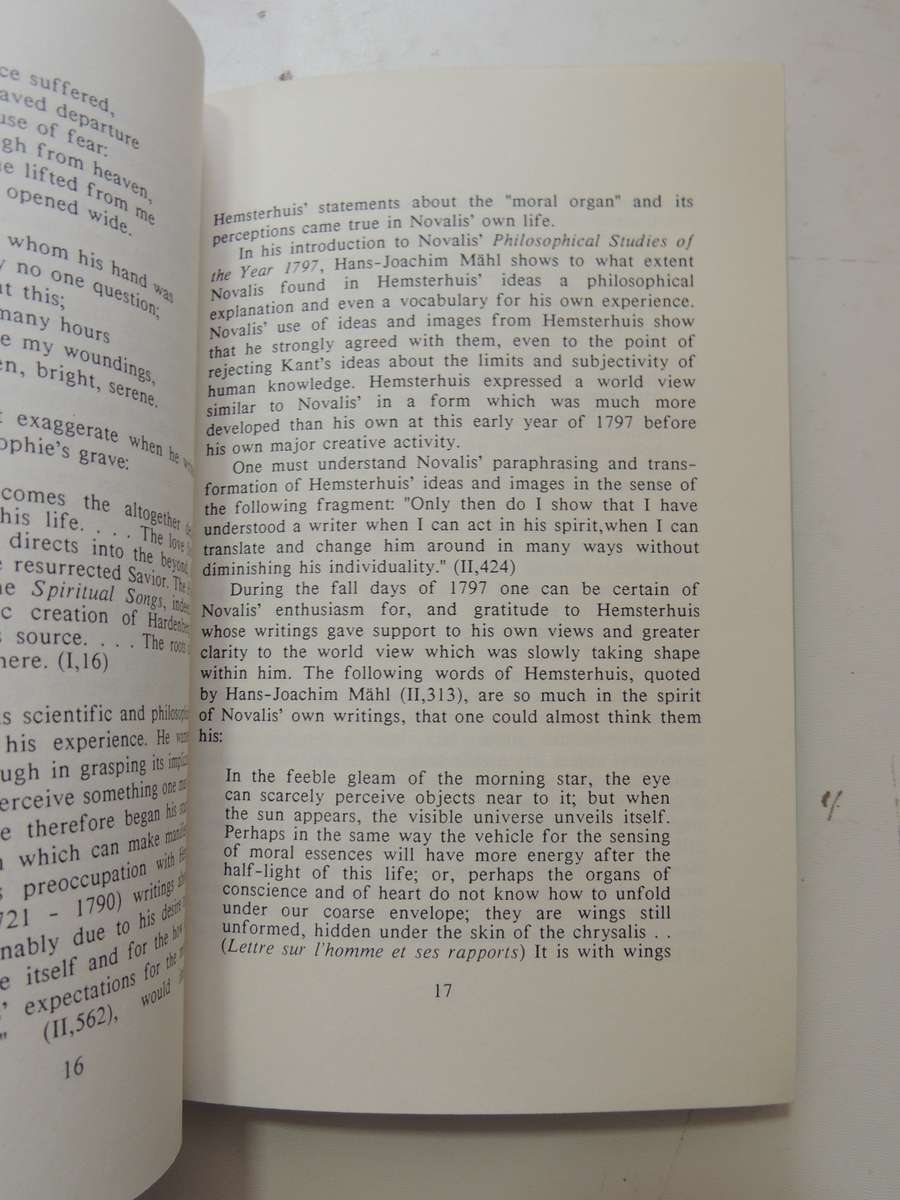 ce suffered,
aved departure
use of fear:
gh from heaven,
e lifted from me
opened wide.
whom his hand was
y no one question;
t this;
many hours
e my woundings,
en, bright, serene.
t exaggerate when he
ophie's grave:
comes the altogether
his life. . . . The love
directs into the beyond
e resurrected Savior. The
he Spiritual Songs,
ic creation of
s source. . . . The roots
here. (I,16)
s scientific and
his experience. He
ugh in grasping its
erceive something one
e therefore began his
n which can make
s preoccupation with
721 - 1790) writings
nably due to his desire
e itself and for the
' expectations for the
" (II,562), would
16
Hemsterhuis' statements about the "moral organ" and its
perceptions came true in Novalis' own life.
In his introduction to Novalis' Philosophical Studies of
the Year 1797, Hans-Joachim Mähl shows to what extent
Novalis found in Hemsterhuis' ideas a philosophical
explanation and even a vocabulary for his own experience.
Novalis' use of ideas and images from Hemsterhuis show
that he strongly agreed with them, even to the point of
rejecting Kant's ideas about the limits and subjectivity of
human knowledge. Hemsterhuis expressed a world view
similar to Novalis' in a form which was much more
developed than his own at this early year of 1797 before
his own major creative activity.
One must understand Novalis' paraphrasing and trans-
formation of Hemsterhuis' ideas and images in the sense of
the following fragment: "Only then do I show that I have
understood a writer when I can act in his spirit,when I can
translate and change him around in many ways without
diminishing his individuality." (II,424)
During the fall days of 1797 one can be certain of
Novalis' enthusiasm for, and gratitude to Hemsterhuis
whose writings gave support to his own views and greater
clarity to the world view which was slowly taking shape
within him. The following words of Hemsterhuis, quoted
by Hans-Joachim Mähl (II,313), are so much in the spirit
of Novalis' own writings, that one could almost think them
his:
In the feeble gleam of the morning star, the eye
can scarcely perceive objects near to it; but when
the sun appears, the visible universe unveils itself.
Perhaps in the same way the vehicle for the sensing
of moral essences will have more energy after the
half-light of this life; or, perhaps the organs of
conscience and of heart do not know how to unfold
under our coarse envelope; they are wings still
unformed, hidden under the skin of the chrysalis . .
(Lettre sur l'homme et ses rapports) It is with wings
17